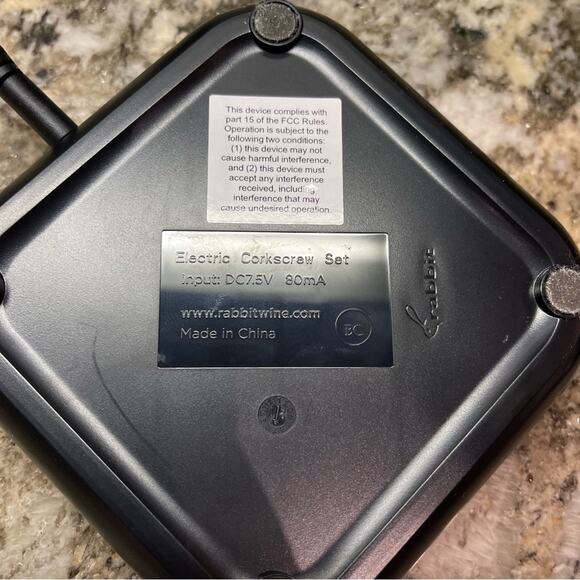 This device complies with
part 15 of the FCC Rules.
Operation is subject to the
following two conditions:
(1) this device may not
cause harmful interference,
and (2) this device must
accept any interference
received, including
interference that may
cause undesired operation.
Electric Corkscrew Set
Input: DC7.5V 80mA
www.rabbitwine.com
Made in China
BC
rabbit